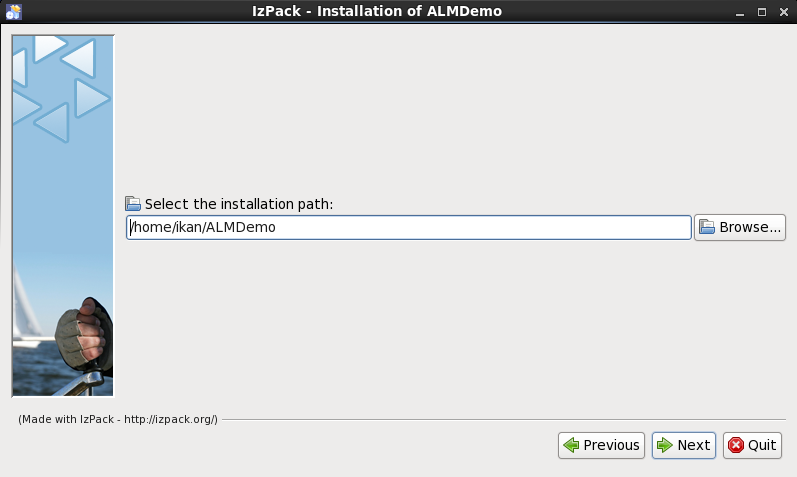 IzPack - Installation of ALMDemo
Select the installation path:
/home/ikan/ALMDemo
Browse...
(Made with IzPack - http://izpack.org/)
Previous
Next
Quit